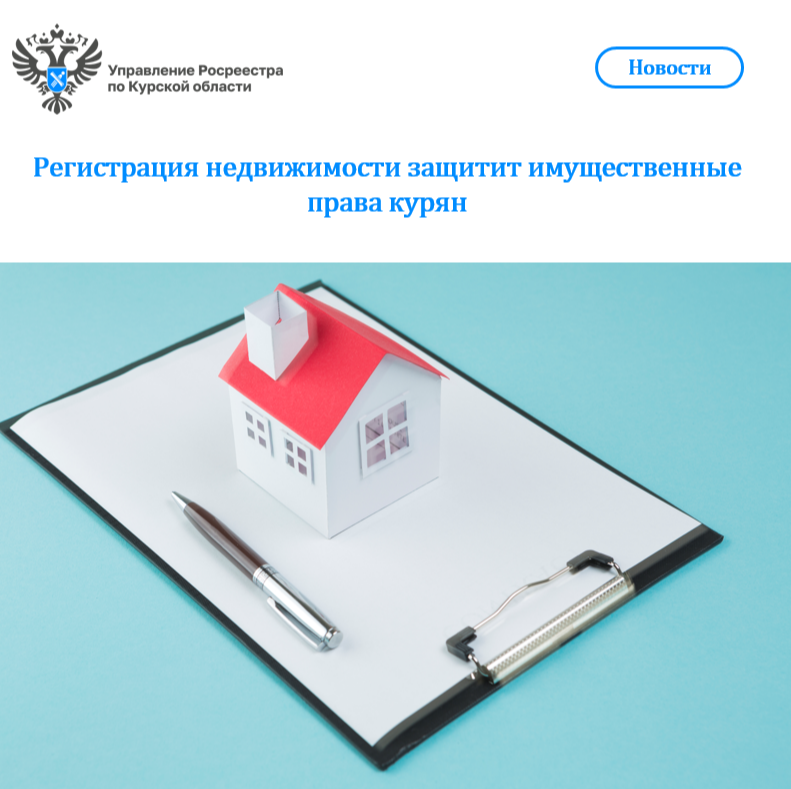 Управление Росреестра
по Курской области
Новости
Регистрация недвижимости защитит имущественные
права курян